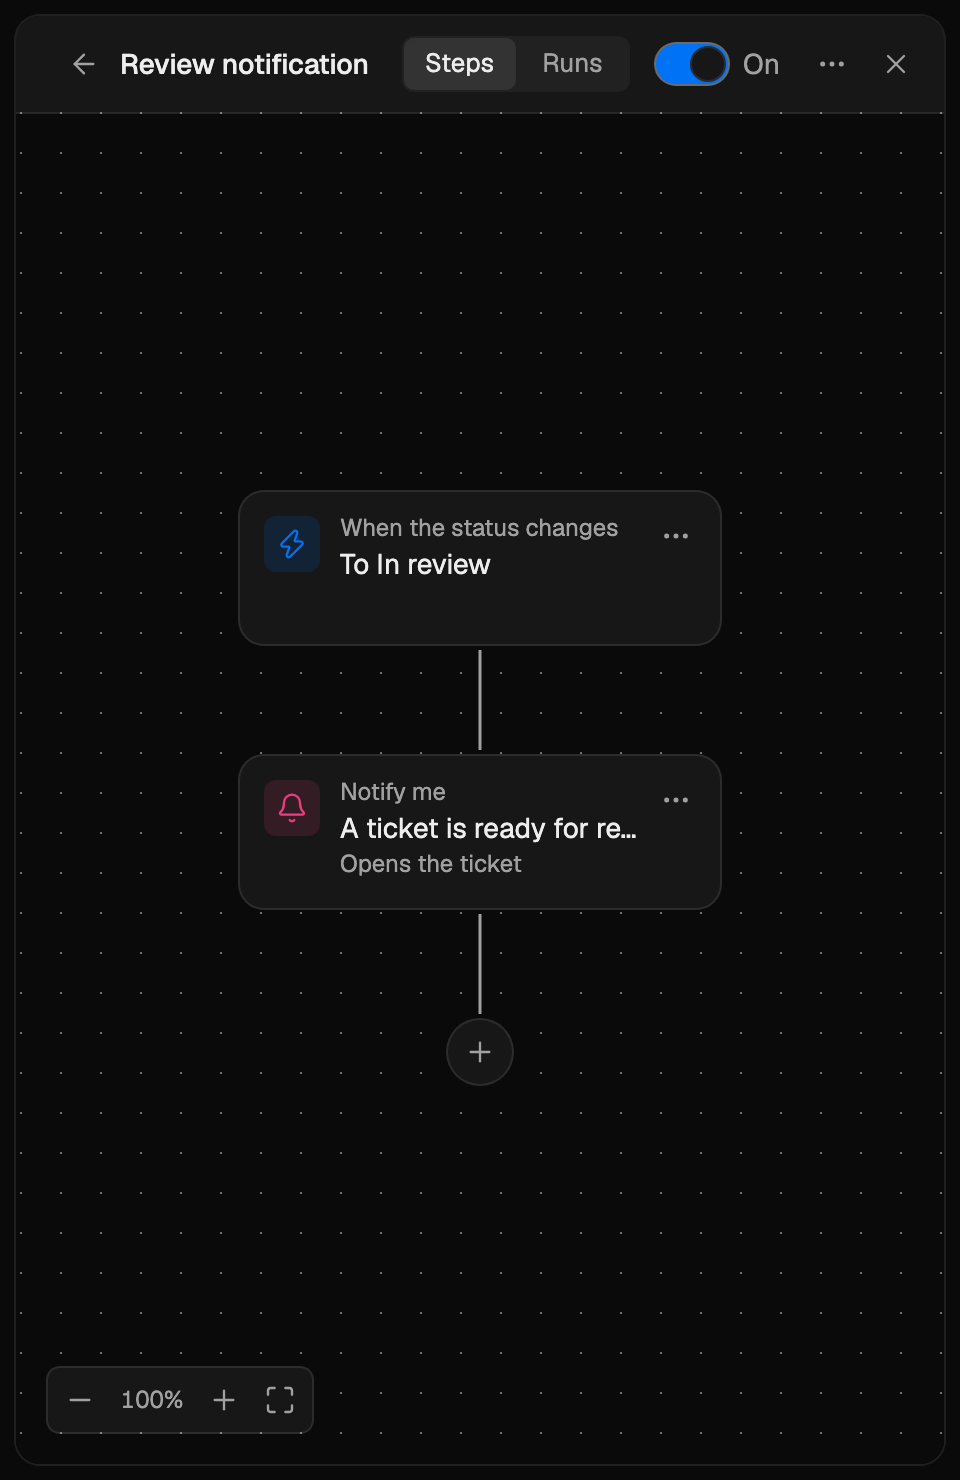 Review notification
Steps
Runs
On
When the status changes
To In review
Notify me
A ticket is ready for re...
Opens the ticket
100%